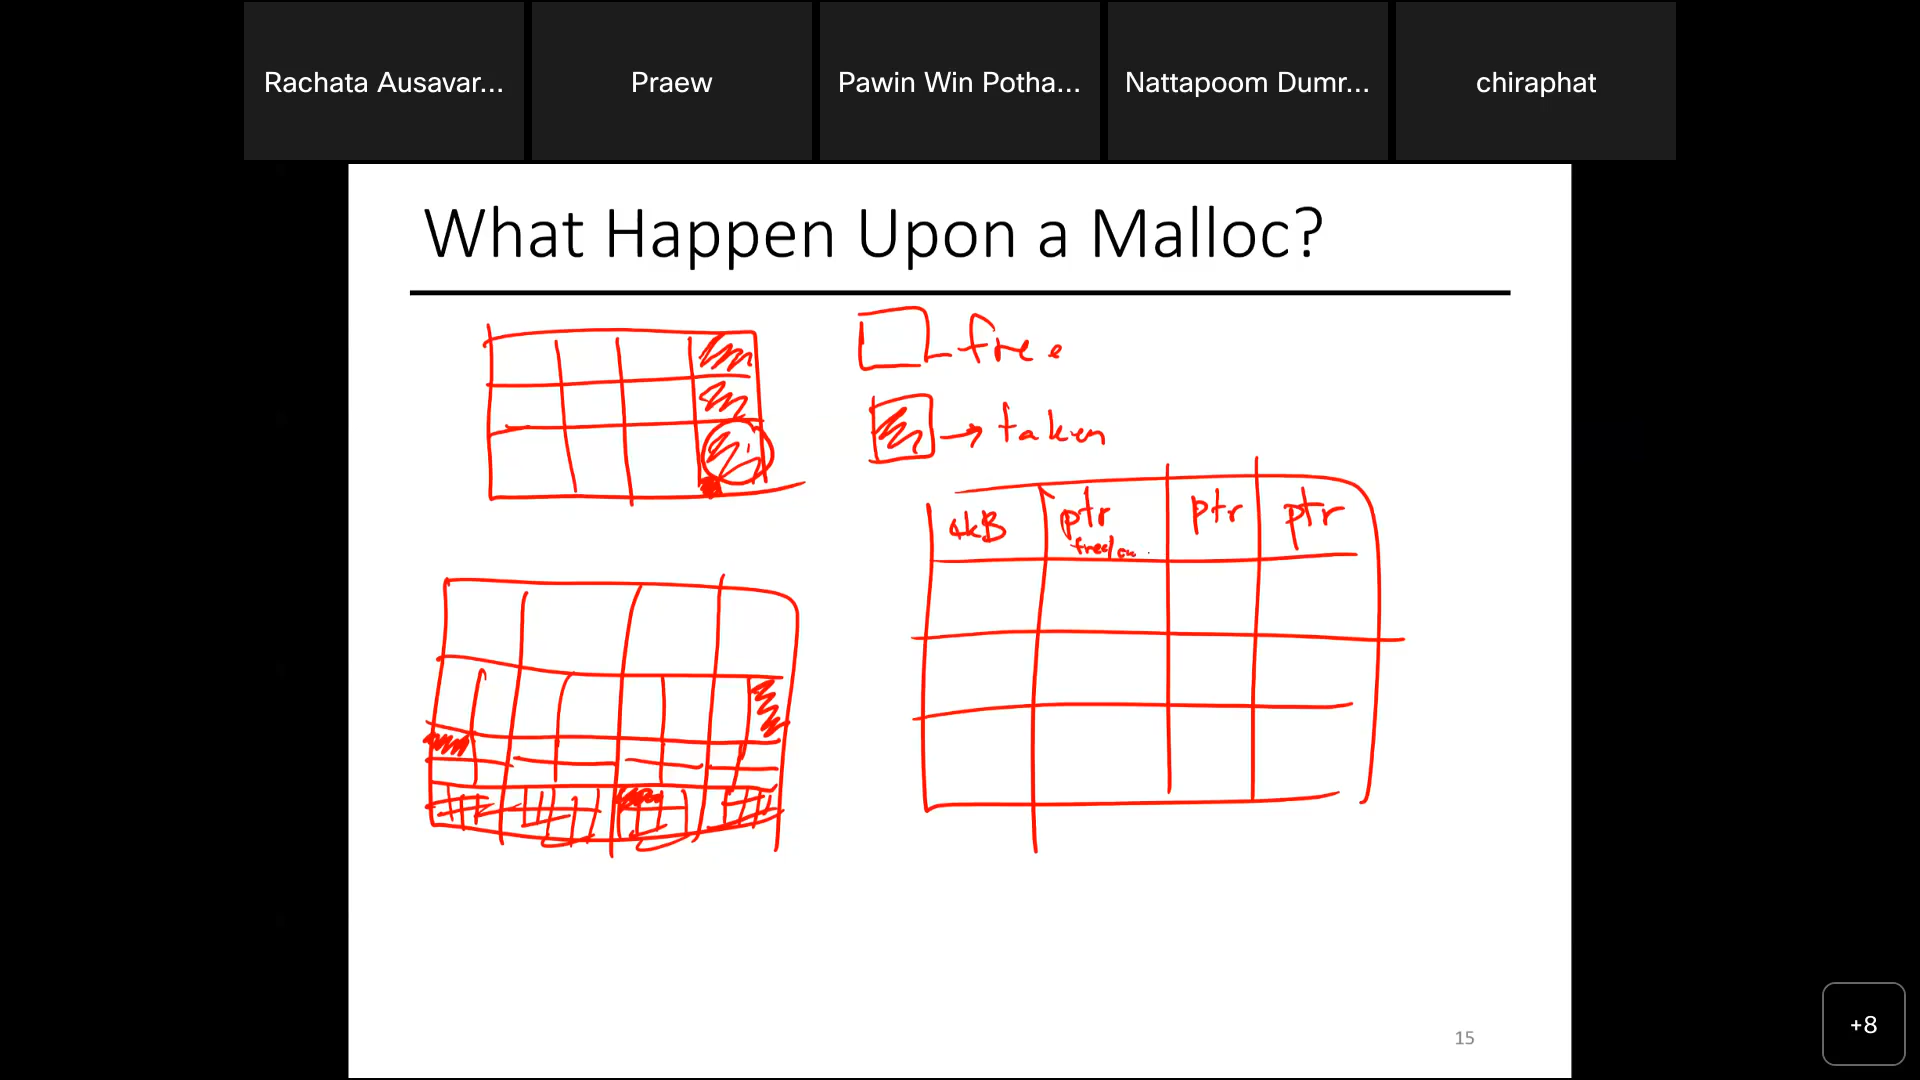 Rachata Ausavar...
Praew
Pawin Win Potha...
Nattapoom Dumr...
chiraphat
What Happen Upon a Malloc?
free
taken
4kB
ptr
ptr
ptr
15
+8